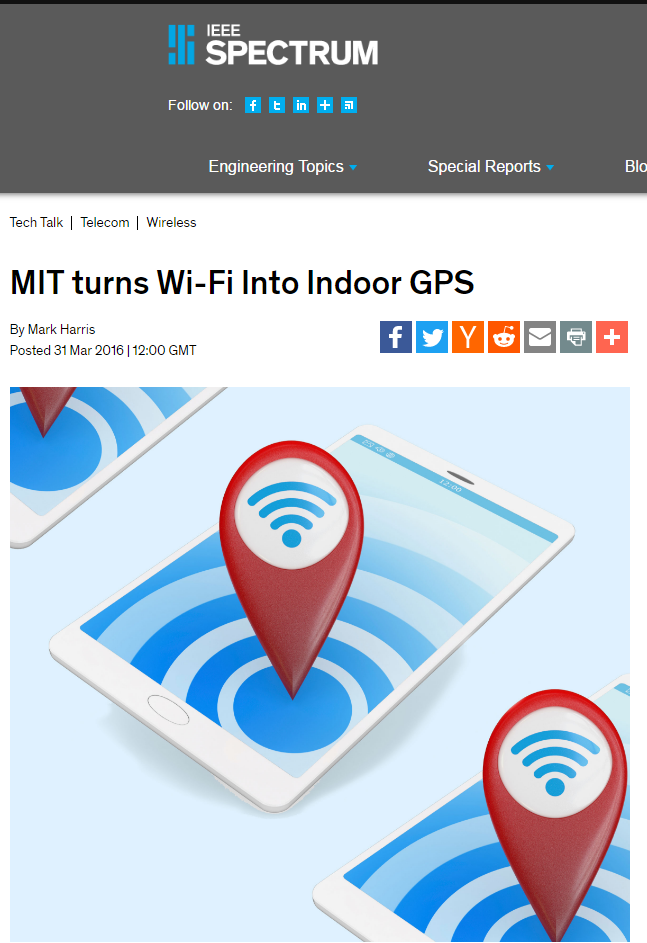 IEEE
SPECTRUM
Follow on:
Engineering Topics
Special Reports
Blo
Tech Talk | Telecom | Wireless
MIT turns Wi-Fi Into Indoor GPS
By Mark Harris
Posted 31 Mar 2016 | 12:00 GMT
12:00